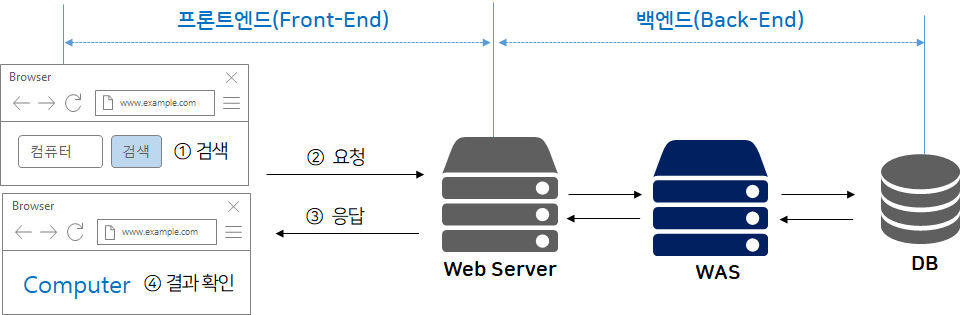 프론트엔드(Front-End)
백엔드(Back-End)
Browser
www.example.com
컴퓨터
검색
① 검색
② 요청
③ 응답
Browser
www.example.com
Computer
④ 결과 확인
Web Server
WAS
DB